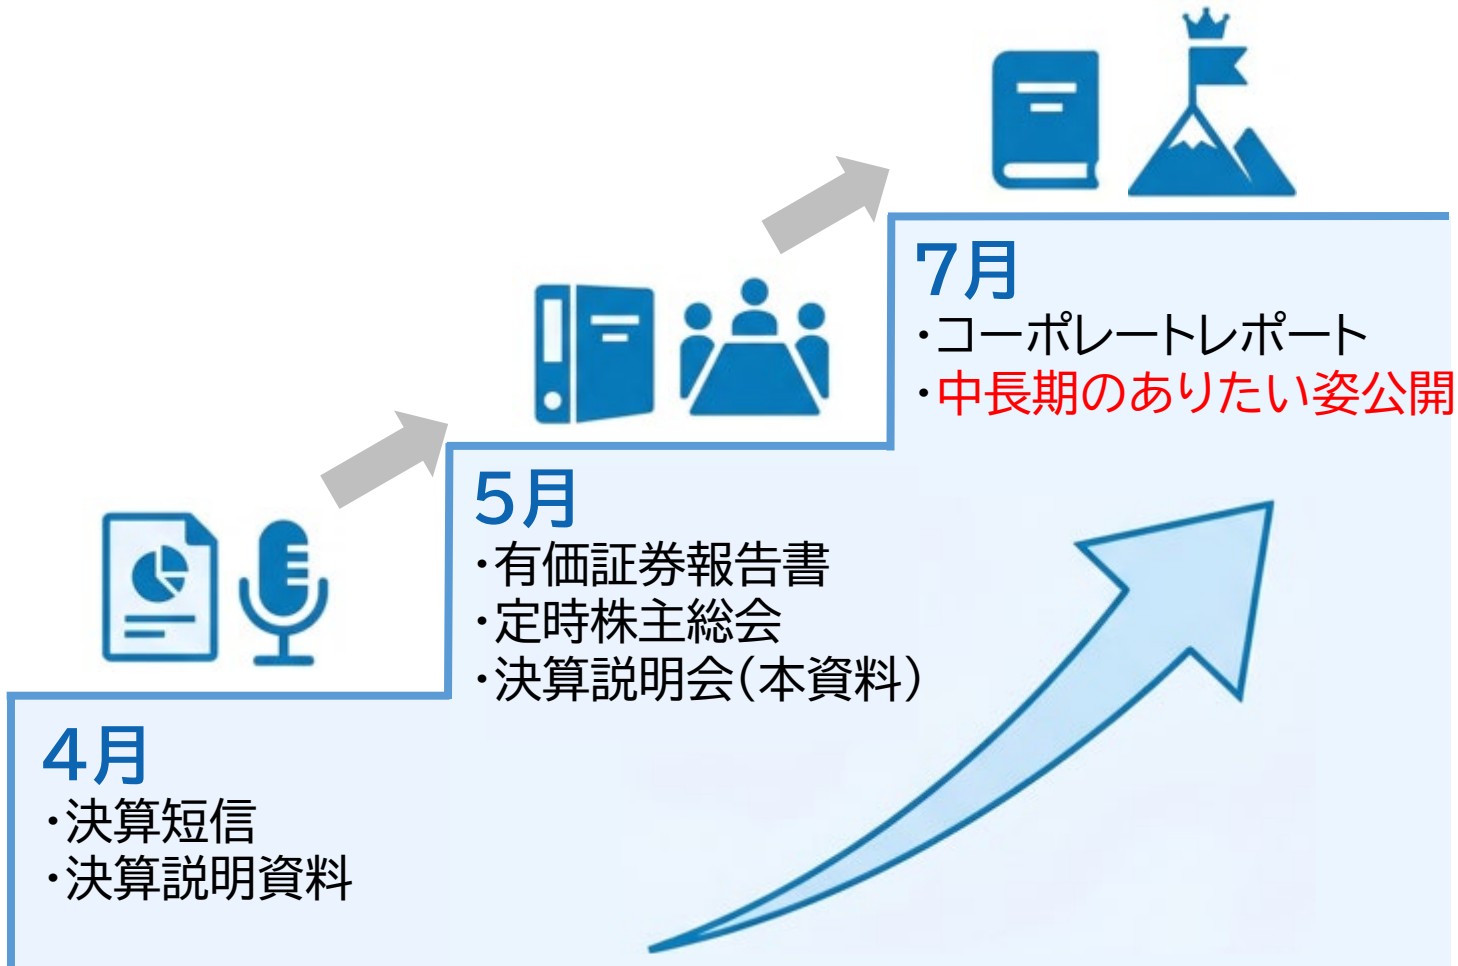 7月
・コーポレートレポート
・中長期のありたい姿公開
5月
・有価証券報告書
・定時株主総会
・決算説明会(本資料)
4月
・決算短信
・決算説明資料